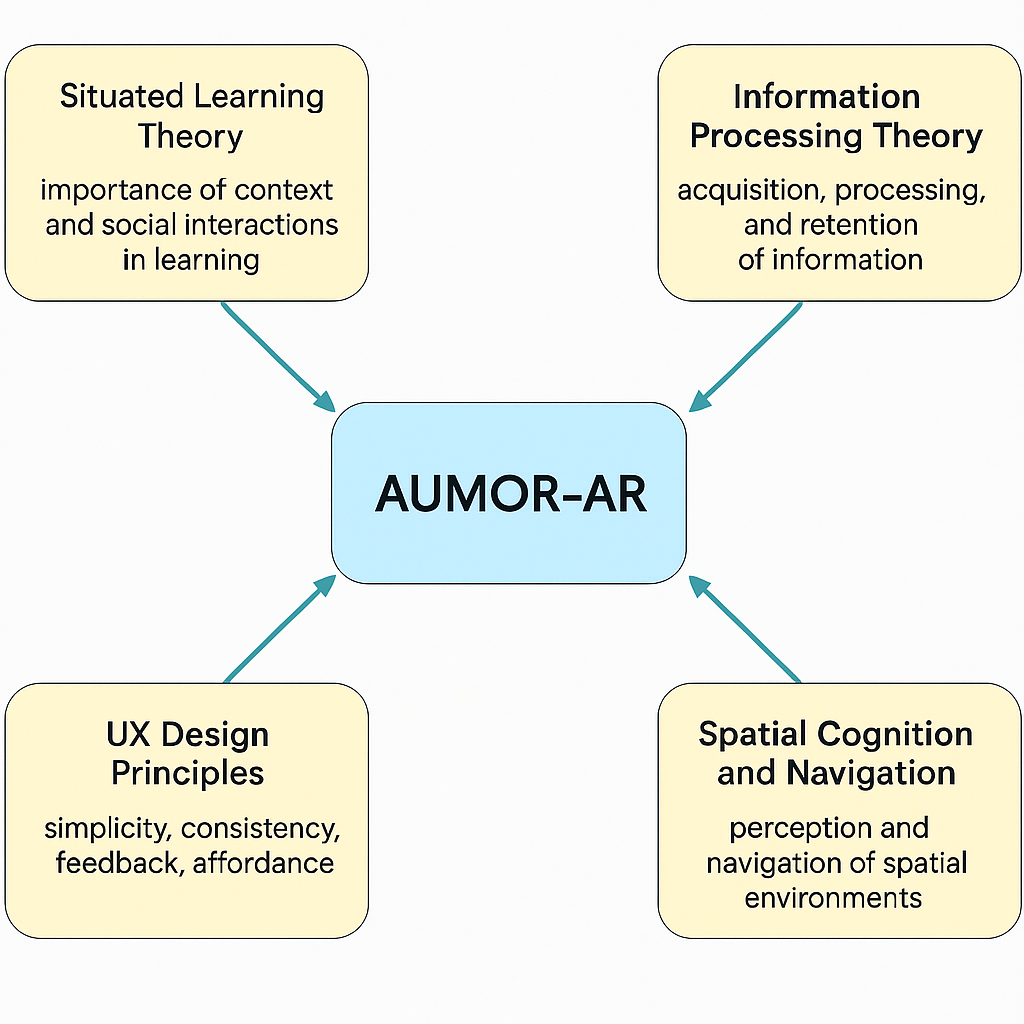 Situated Learning
Theory
importance of context
and social interactions
in learning
Information
Processing Theory
acquisition, processing,
and retention
of information
AUMOR–AR
UX Design
Principles
simplicity, consistency,
feedback, affordance
Spatial Cognition
and Navigation
perception and
navigation of spatial
environments